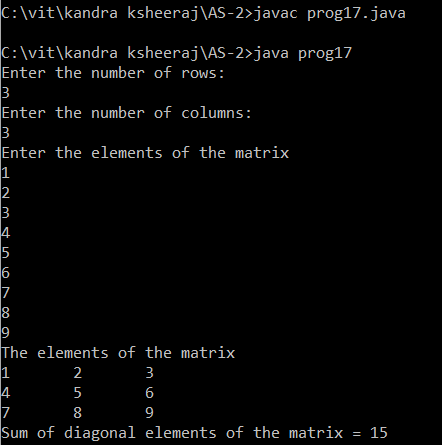 C:\vit\kandra ksheeraj\AS-2>javac prog17.java
C:\vit\kandra ksheeraj\AS-2>java prog17
Enter the number of rows:
3
Enter the number of columns:
3
Enter the elements of the matrix
1
2
3
4
5
6
7
8
9
The elements of the matrix
1       2       3
4       5       6
7       8       9
Sum of diagonal elements of the matrix = 15